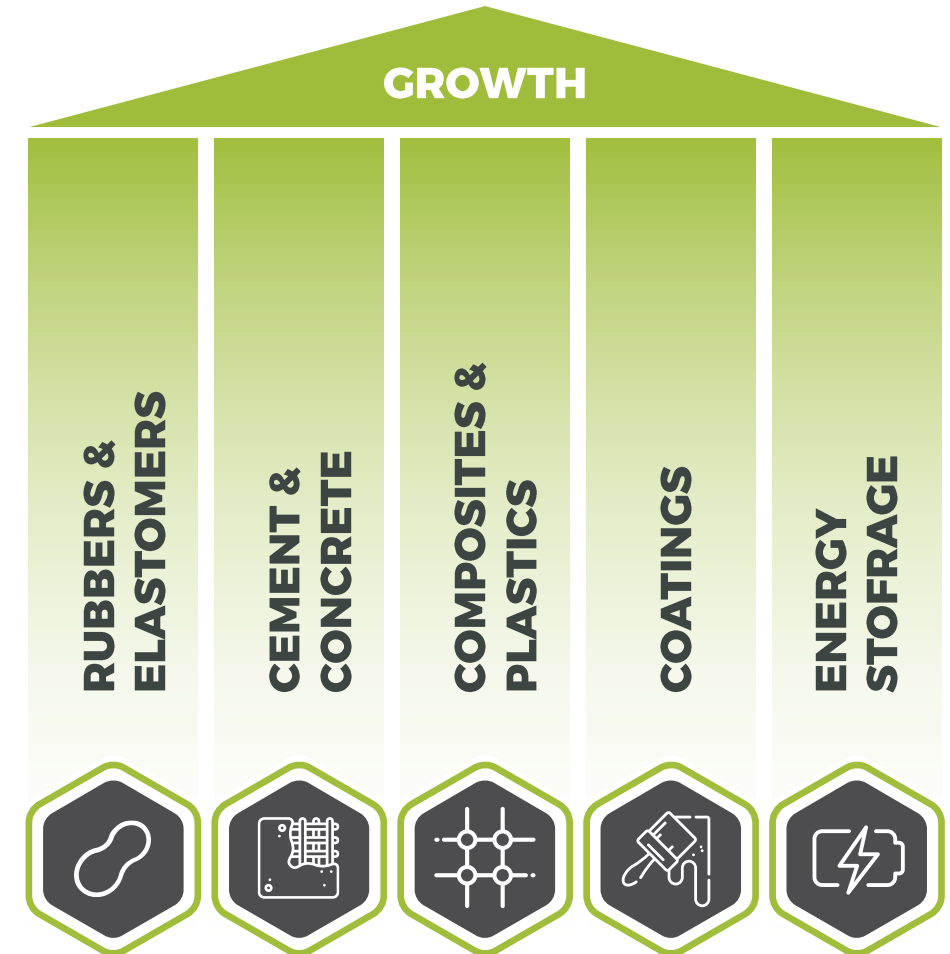 GROWTH
RUBBERS &
ELASTOMERS
CEMENT &
CONCRETE
COMPOSITES &
PLASTICS
COATINGS
ENERGY
STOFRAGE